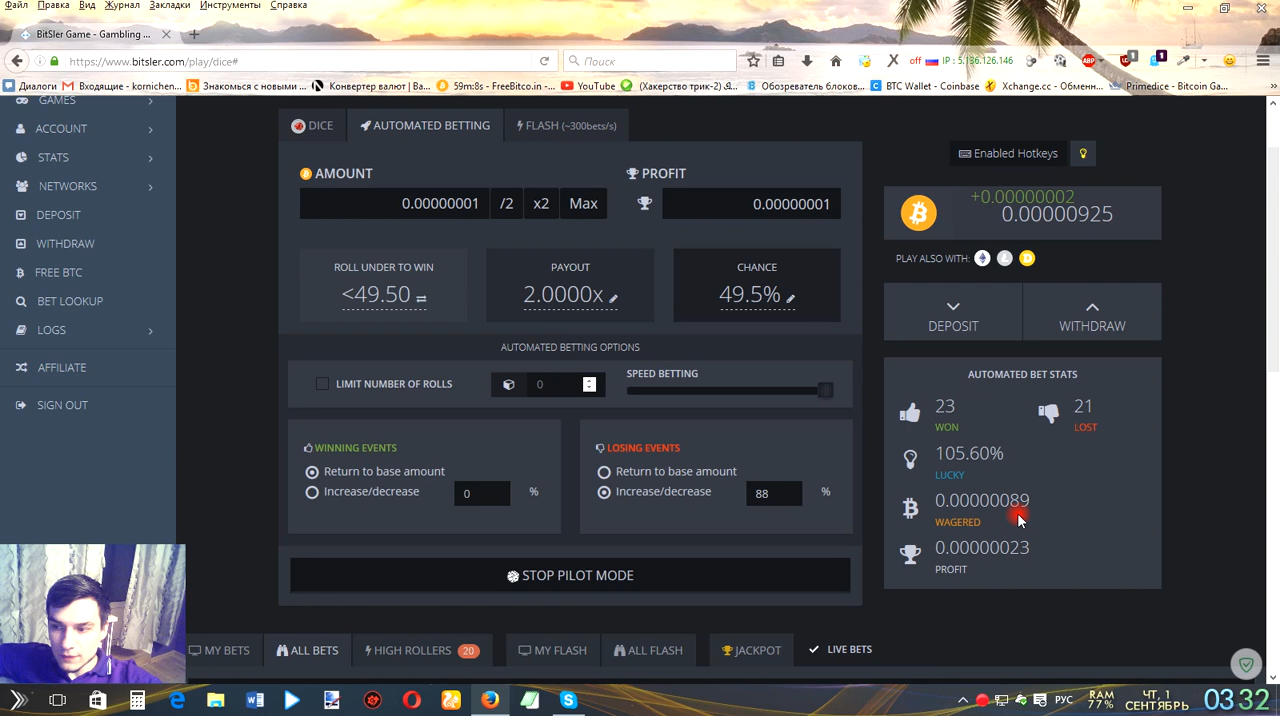 Файл Правка Вид Журнал Закладки Инструменты Справка
BitSler Game - Gambling ...
https://www.bitsler.com/play/dice#
Поиск
off IP : 5.136.126.146
ABP 1 1
Диалоги Входящие - kornichen... Знакомься с новыми ... Конвертер валют | Ba... 59m:8s - FreeBitco.in -... YouTube Обозреватель блоков... BTC Wallet - Coinbase Xchange.cc - Обменн... Primedice - Bitcoin Ga...
GAMES
ACCOUNT
STATS
NETWORKS
DEPOSIT
WITHDRAW
FREE BTC
BET LOOKUP
LOGS
AFFILIATE
SIGN OUT
DICE AUTOMATED BETTING FLASH (~300bets/s)
AMOUNT PROFIT
0.00000001 /2 x2 Max 0.00000001
ROLL UNDER TO WIN PAYOUT CHANCE
<49.50 2.0000x 49.5%
AUTOMATED BETTING OPTIONS
LIMIT NUMBER OF ROLLS 0 SPEED BETTING
WINNING EVENTS
Return to base amount
Increase/decrease 0 %
LOSING EVENTS
Return to base amount
Increase/decrease 88 %
STOP PILOT MODE
Enabled Hotkeys
+0.00000002
0.00000925
PLAY ALSO WITH:
DEPOSIT WITHDRAW
AUTOMATED BET STATS
23 21
WON LOST
105.60%
LUCKY
0.00000089
WAGERED
0.00000023
PROFIT
MY BETS ALL BETS HIGH ROLLERS 20 MY FLASH ALL FLASH JACKPOT LIVE BETS
РУС RAM 77% ЧТ, 1 СЕНТЯБРЬ 03 32